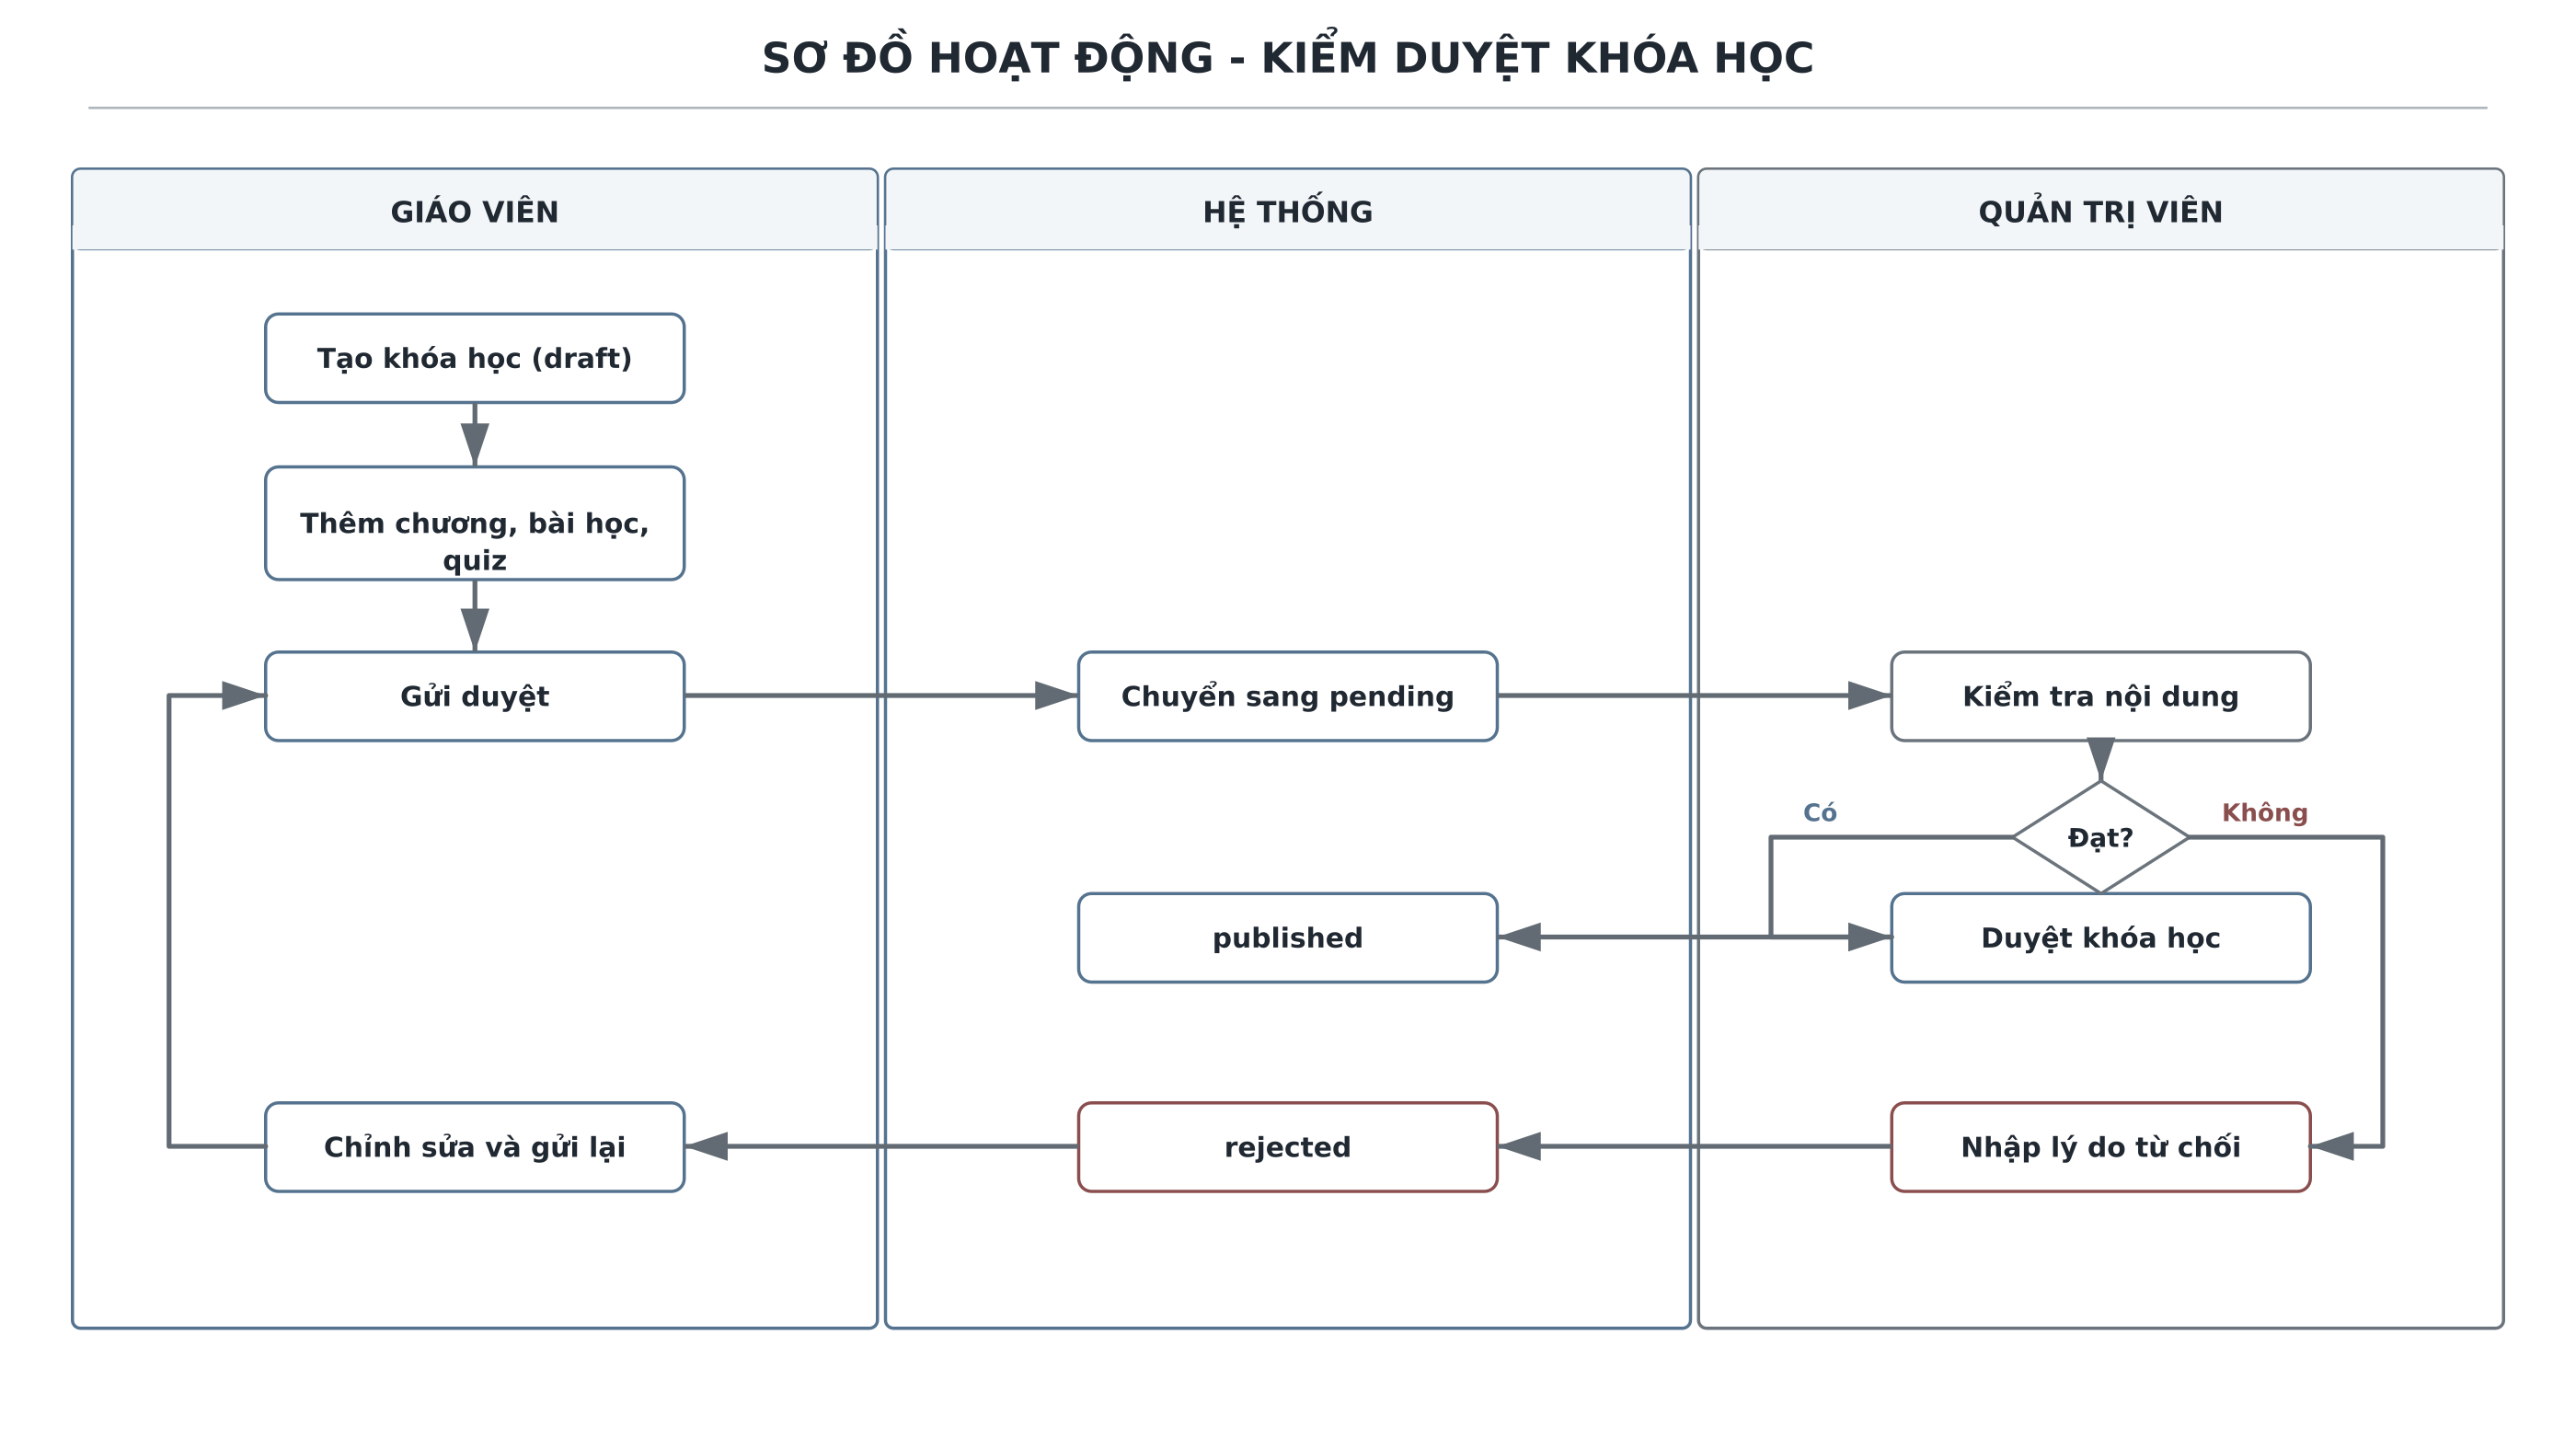 SƠ ĐỒ HOẠT ĐỘNG - KIỂM DUYỆT KHÓA HỌC
GIÁO VIÊN
HỆ THỐNG
QUẢN TRỊ VIÊN
Tạo khóa học (draft)
Thêm chương, bài học,
quiz
Gửi duyệt
Chuyển sang pending
Kiểm tra nội dung
Có
Đạt?
Không
published
Duyệt khóa học
Chỉnh sửa và gửi lại
rejected
Nhập lý do từ chối